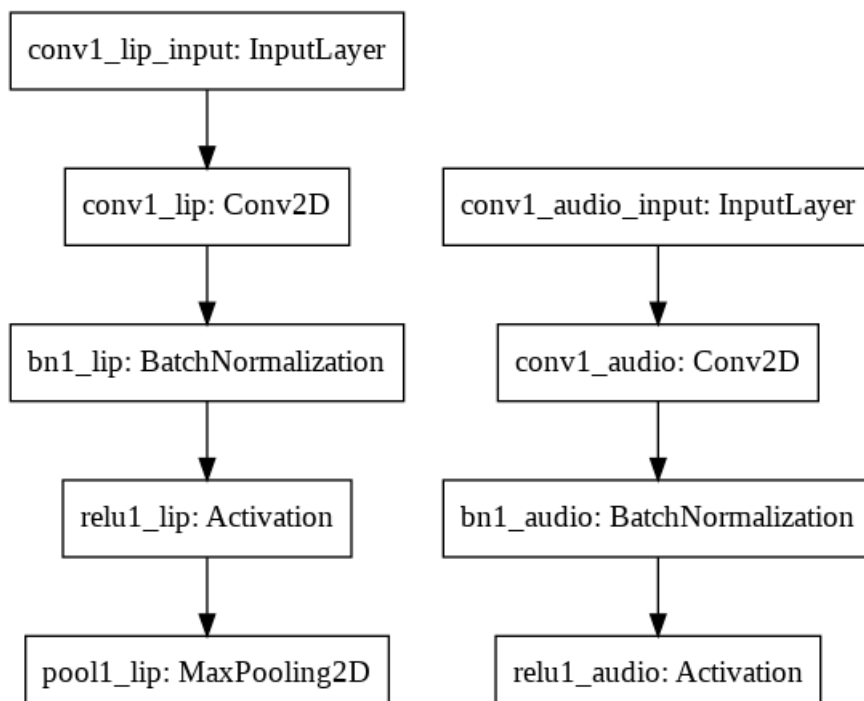 conv1_lip_input: InputLayer
conv1_lip: Conv2D
conv1_audio_input: InputLayer
bn1_lip: BatchNormalization
conv1_audio: Conv2D
relu1_lip: Activation
bn1_audio: BatchNormalization
pool1_lip: MaxPooling2D
relu1_audio: Activation